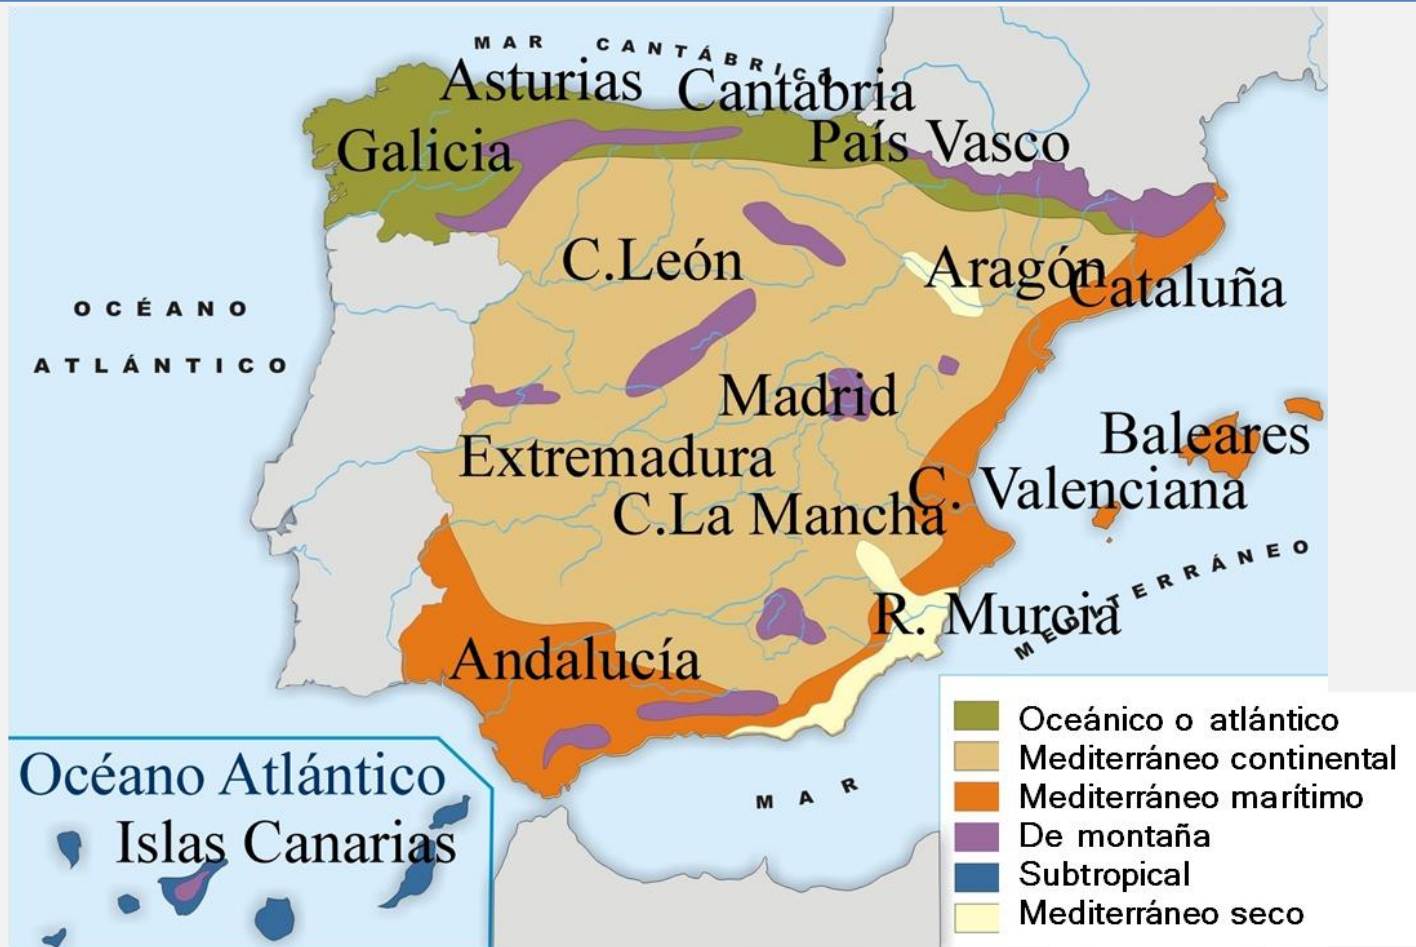 MAR CANTÁBRICO
Asturias
Cantabria
País Vasco
Galicia
C.León
Aragón
Cataluña
OCÉANO
ATLÁNTICO
Madrid
Baleares
Extremadura
C. Valenciana
C.La Mancha
R. Murcia
MAR MEDITERRÁNEO
Andalucía
Océano Atlántico
Islas Canarias
Oceánico o atlántico
Mediterráneo continental
Mediterráneo marítimo
De montaña
Subtropical
Mediterráneo seco